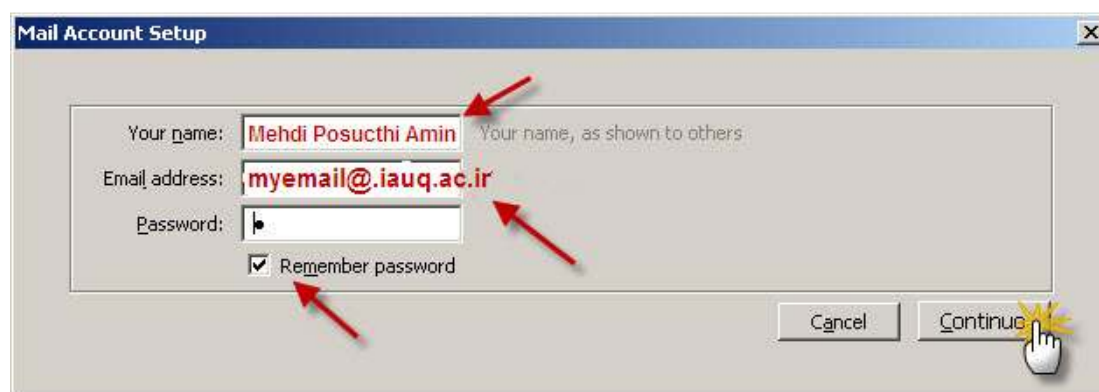 Mail Account Setup
Your name: Mehdi Posucthi Amin Your name, as shown to others
Email address: myemail@.iauq.ac.ir
Password:
Remember password
Cancel Continue